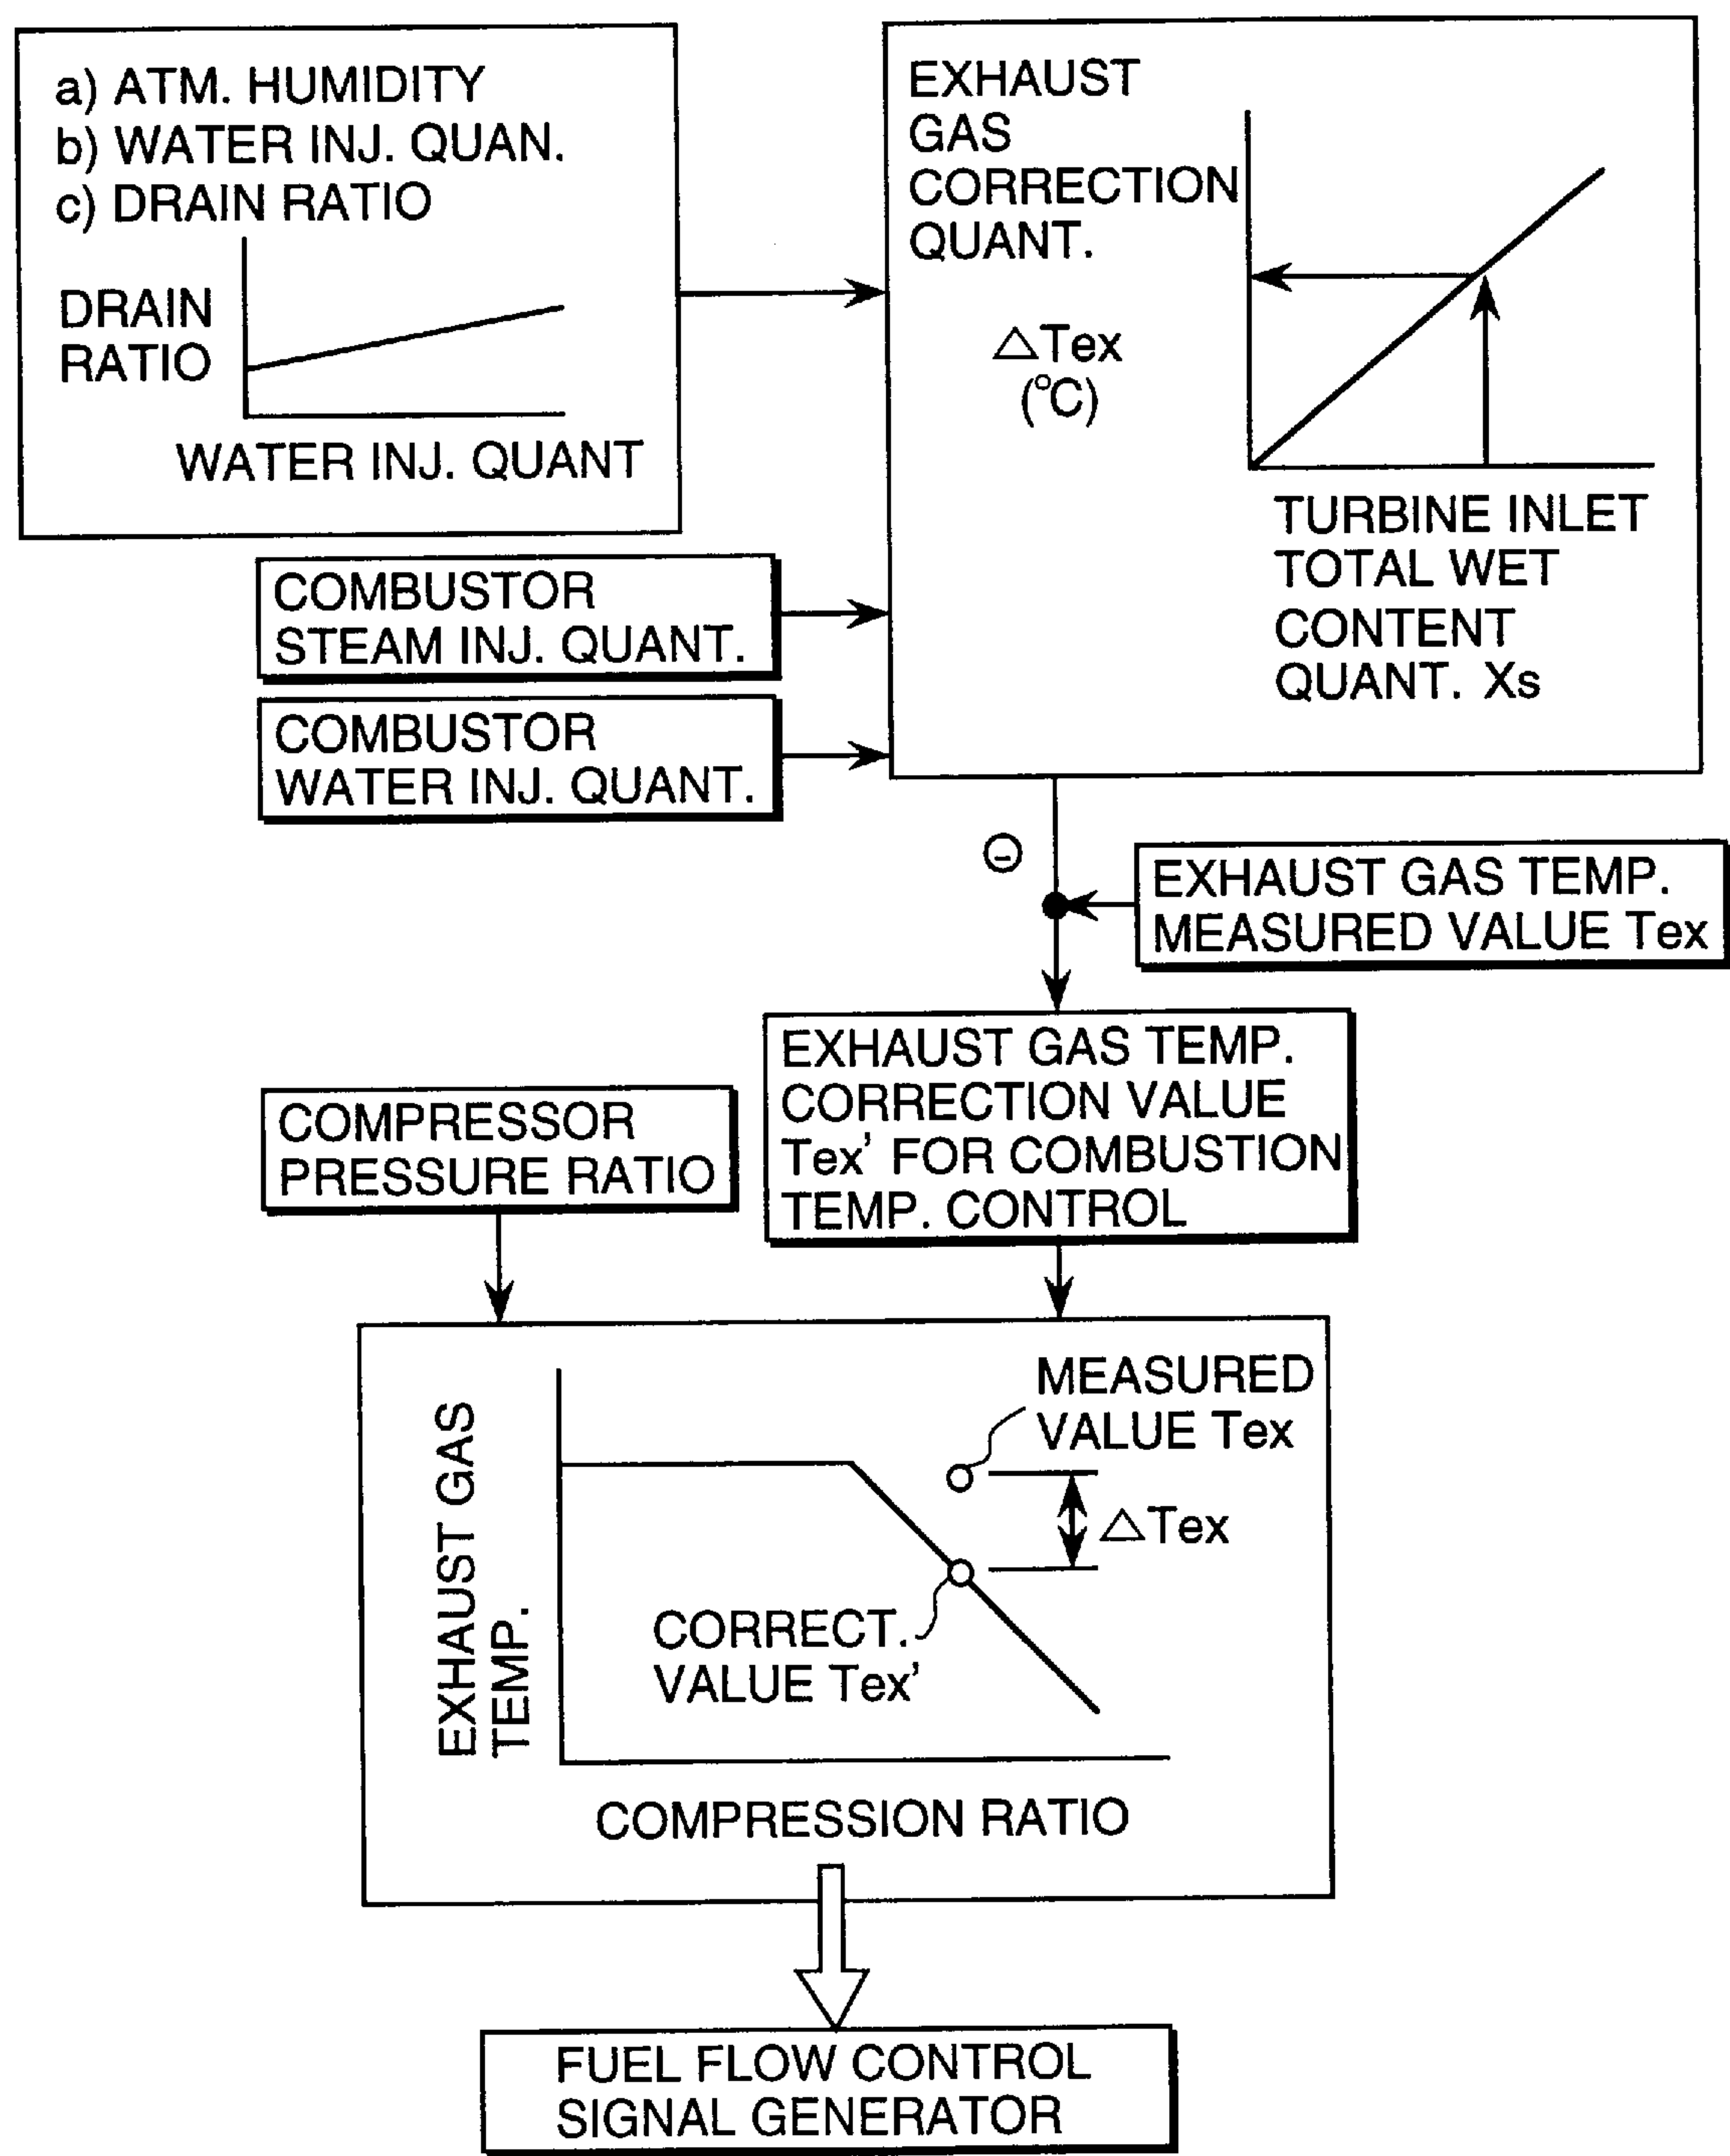 a) ATM. HUMIDITY
b) WATER INJ. QUAN.
c) DRAIN RATIO
DRAIN
RATIO
WATER INJ. QUANT
EXHAUST
GAS
CORRECTION
QUANT.
△Tex
(°C)
TURBINE INLET
TOTAL WET
CONTENT
QUANT. Xs
COMBUSTOR
STEAM INJ. QUANT.
COMBUSTOR
WATER INJ. QUANT.
-
EXHAUST GAS TEMP.
MEASURED VALUE Tex
EXHAUST GAS TEMP.
CORRECTION VALUE
Tex' FOR COMBUSTION
TEMP. CONTROL
COMPRESSOR
PRESSURE RATIO
MEASURED
VALUE Tex
△Tex
CORRECT.
VALUE Tex'
EXHAUST GAS
TEMP.
COMPRESSION RATIO
FUEL FLOW CONTROL
SIGNAL GENERATOR